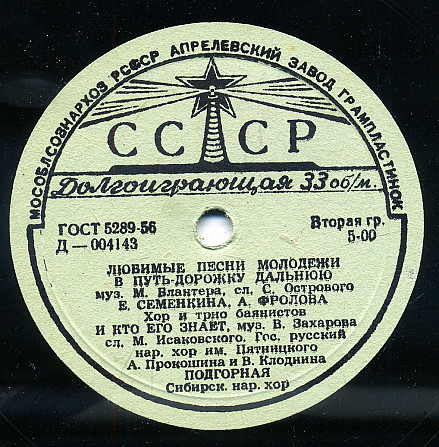 МОСОБЛСОВНАРХОЗ РСФСР АПРЕЛЕВСКИЙ ЗАВОД ГРАМПЛАСТИНОК
СССР
Долгоиграющая 33 об/м.
ГОСТ 5289-56
Вторая гр.
Д—004143
5-00
ЛЮБИМЫЕ ПЕСНИ МОЛОДЕЖИ
В ПУТЬ-ДОРОЖКУ ДАЛЬНЮЮ
муз. М. Блантера, сл. С. Острового
Е. СЕМЕНКИНА, А. ФРОЛОВА
Хор и трио баянистов
И КТО ЕГО ЗНАЕТ, муз. В. Захарова
сл. М. Исаковского. Гос. русский
нар. хор им. Пятницкого
А. Прокошина и В. Клоднина
ПОДГОРНАЯ
Сибирск. нар. хор